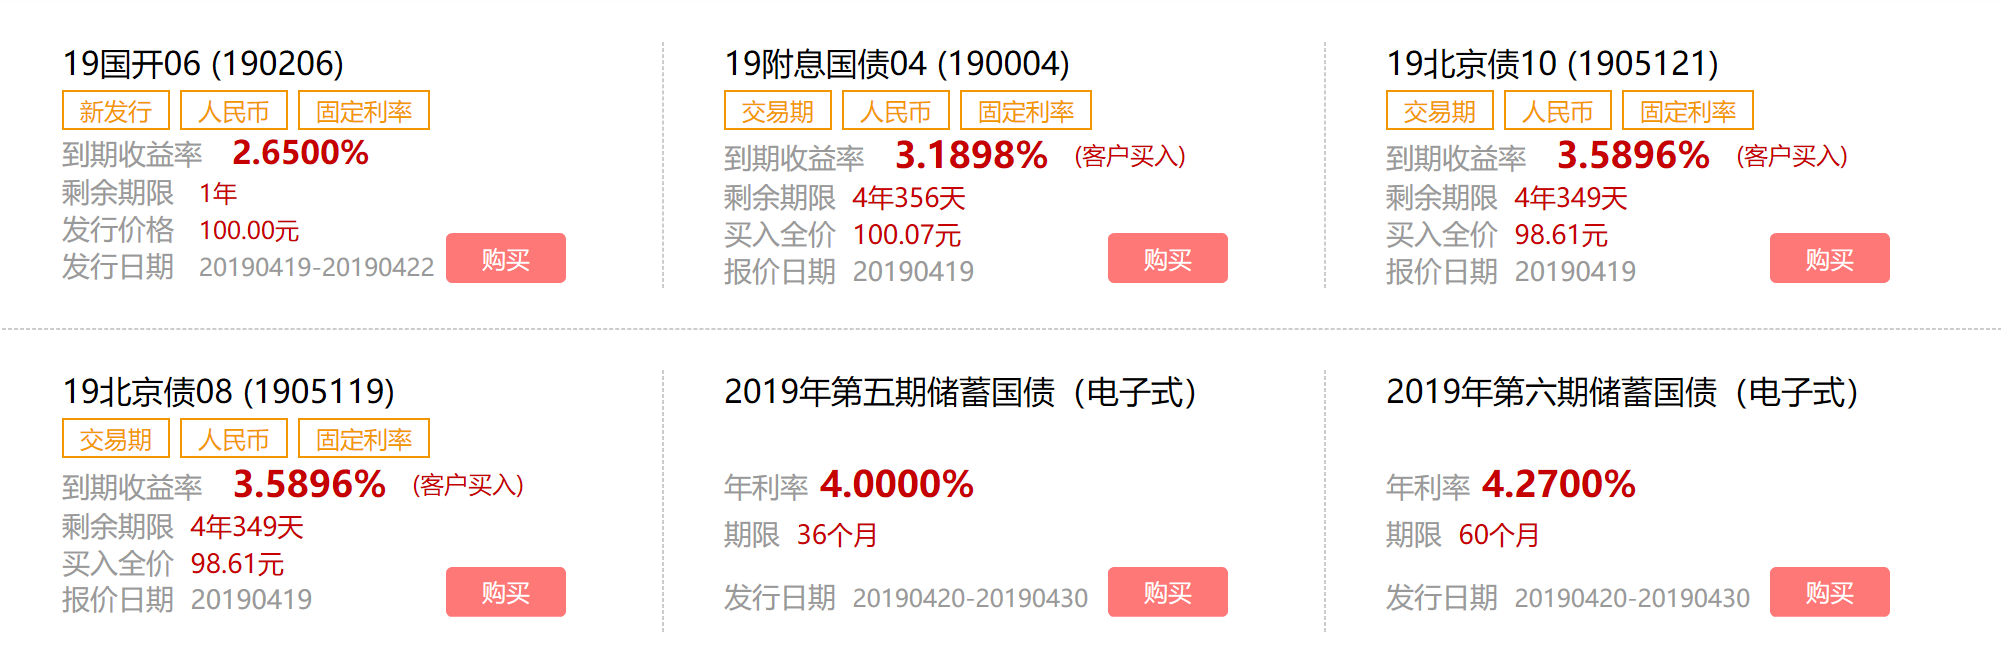 19国开06 (190206)
新发行 人民币 固定利率
到期收益率 2.6500%
剩余期限 1年
发行价格 100.00元
发行日期 20190419-20190422
购买
19附息国债04 (190004)
交易期 人民币 固定利率
到期收益率 3.1898% (客户买入)
剩余期限 4年356天
买入全价 100.07元
报价日期 20190419
购买
19北京债10 (1905121)
交易期 人民币 固定利率
到期收益率 3.5896% (客户买入)
剩余期限 4年349天
买入全价 98.61元
报价日期 20190419
购买
19北京债08 (1905119)
交易期 人民币 固定利率
到期收益率 3.5896% (客户买入)
剩余期限 4年349天
买入全价 98.61元
报价日期 20190419
购买
2019年第五期储蓄国债（电子式）
年利率 4.0000%
期限 36个月
发行日期 20190420-20190430
购买
2019年第六期储蓄国债（电子式）
年利率 4.2700%
期限 60个月
发行日期 20190420-20190430
购买